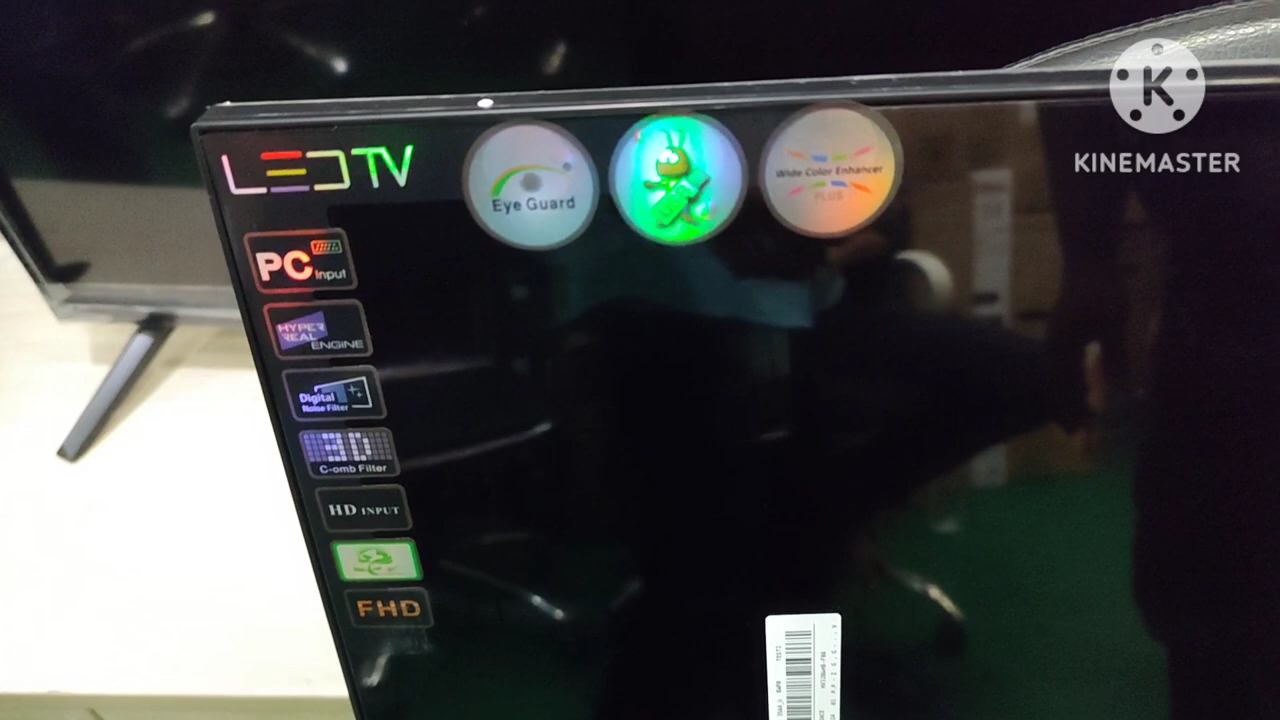 LED TV
Eye Guard
Wide Color Enhancer
PLUS
KINEMASTER
PC Input
HYPER
REAL
ENGINE
Digital
Noise Filter
3D
C-omb Filter
HD INPUT
FHD